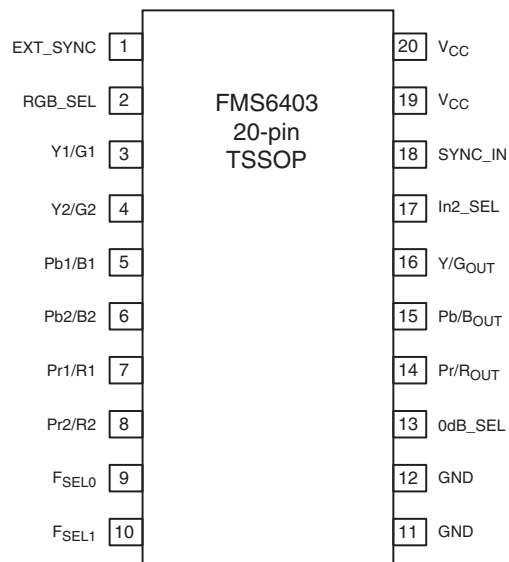 EXT_SYNC 1 20 VCC
RGB_SEL 2 FMS6403 19 VCC
20-pin
Y1/G1 3 TSSOP 18 SYNC_IN
Y2/G2 4 17 In2_SEL
Pb1/B1 5 16 Y/GOUT
Pb2/B2 6 15 Pb/BOUT
Pr1/R1 7 14 Pr/ROUT
Pr2/R2 8 13 0dB_SEL
FSEL0 9 12 GND
FSEL1 10 11 GND